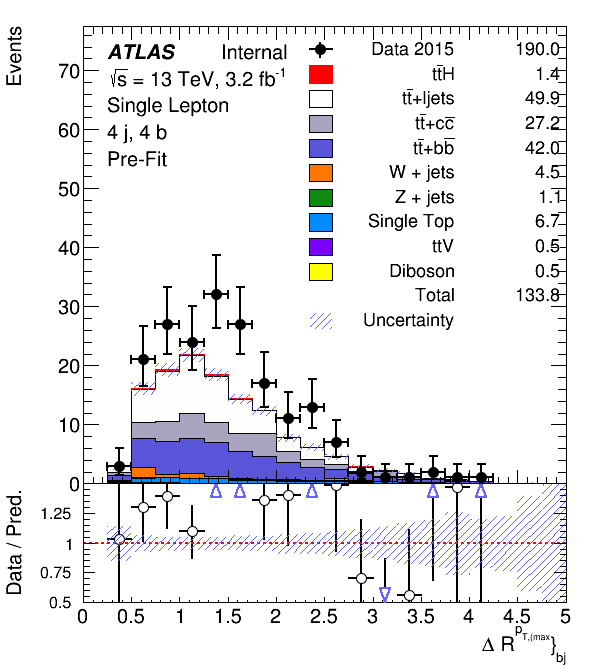 Events
ATLAS Internal
√s = 13 TeV, 3.2 fb⁻¹
Single Lepton
4 j, 4 b
Pre-Fit
Data 2015 190.0
tt̄H 1.4
tt̄+ljets 49.9
tt̄+cc̄ 27.2
tt̄+bb̄ 42.0
W + jets 4.5
Z + jets 1.1
Single Top 6.7
ttV 0.5
Diboson 0.5
Total 133.8
Uncertainty
70
60
50
40
30
20
10
0
Data / Pred.
1.25
1
0.75
0.5
0 0.5 1 1.5 2 2.5 3 3.5 4 4.5 5
Δ R^{p_{T,(max}}}_{bj}